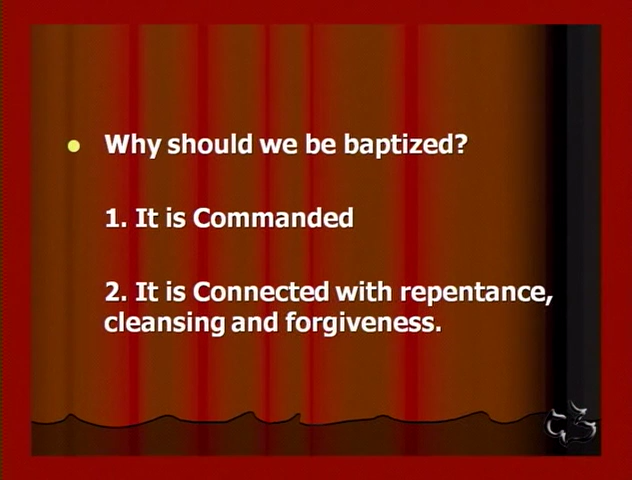 Why should we be baptized?
1. It is Commanded
2. It is Connected with repentance,
cleansing and forgiveness.